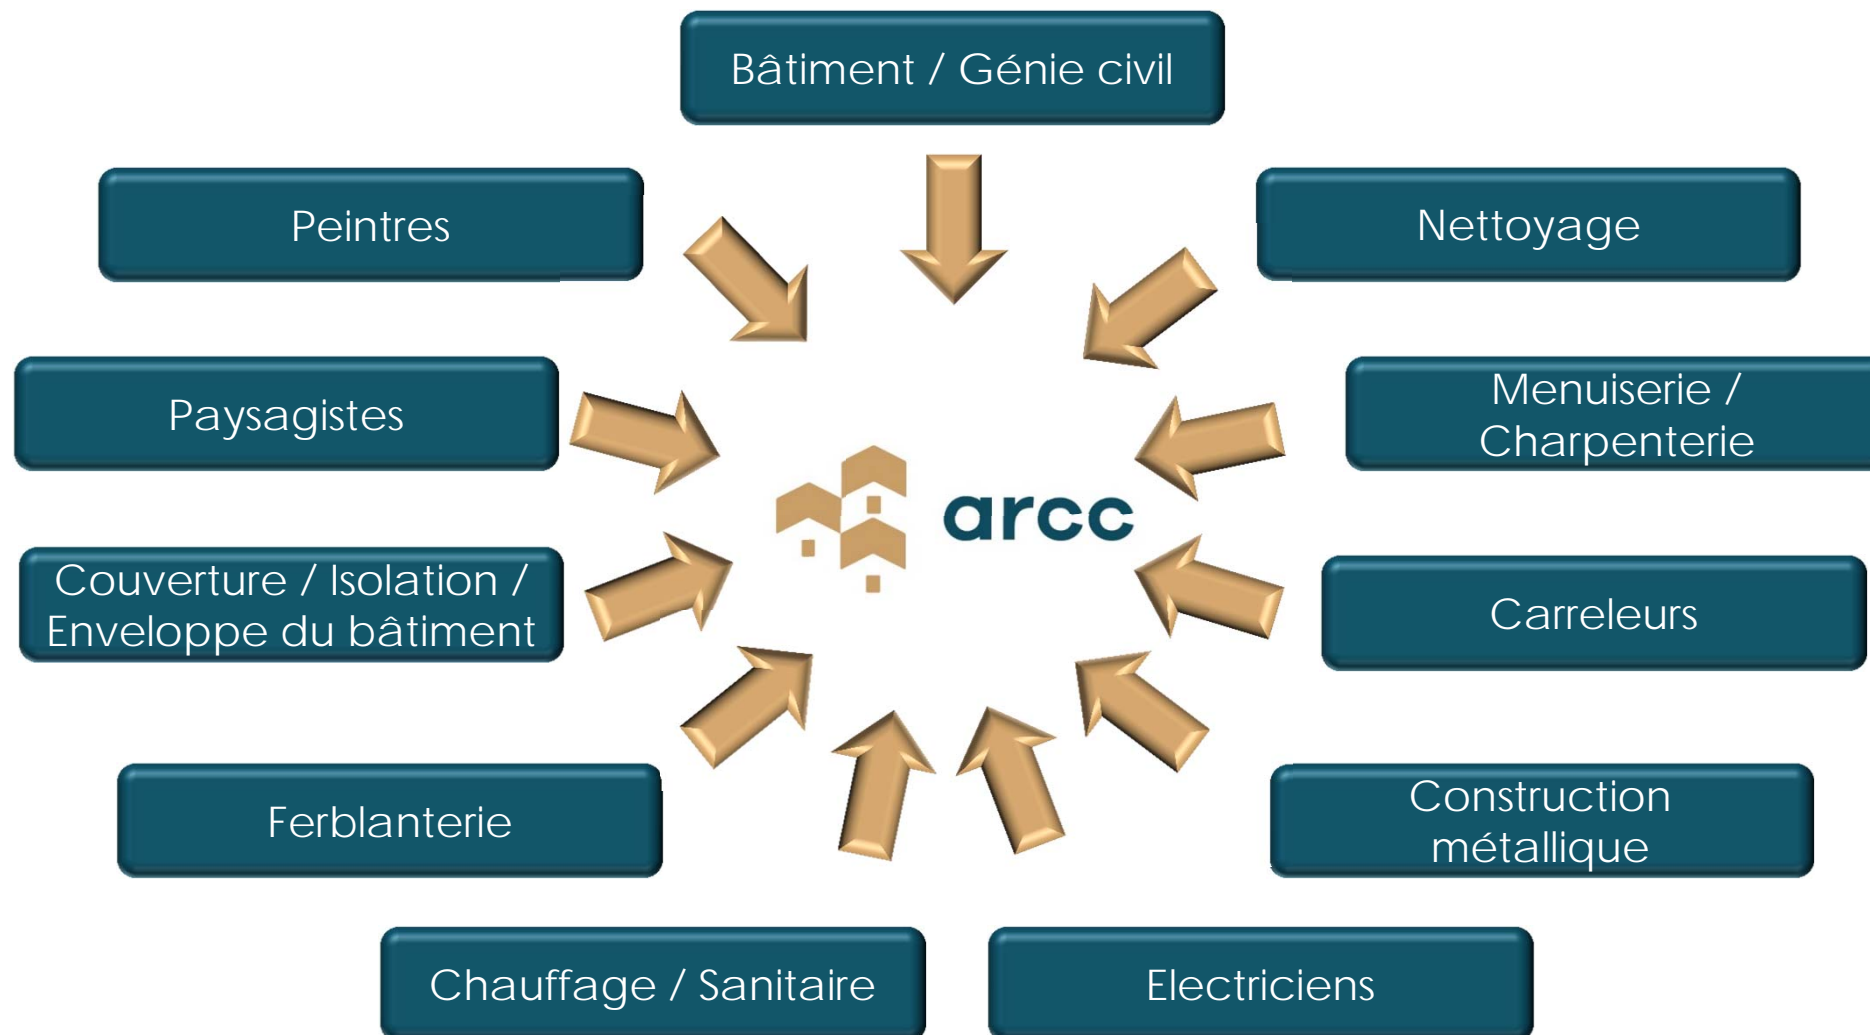 Bâtiment / Génie civil
Peintres
Nettoyage
Paysagistes
Menuiserie /
Charpenterie
arcc
Couverture / Isolation /
Enveloppe du bâtiment
Carreleurs
Ferblanterie
Construction
métallique
Chauffage / Sanitaire
Electriciens